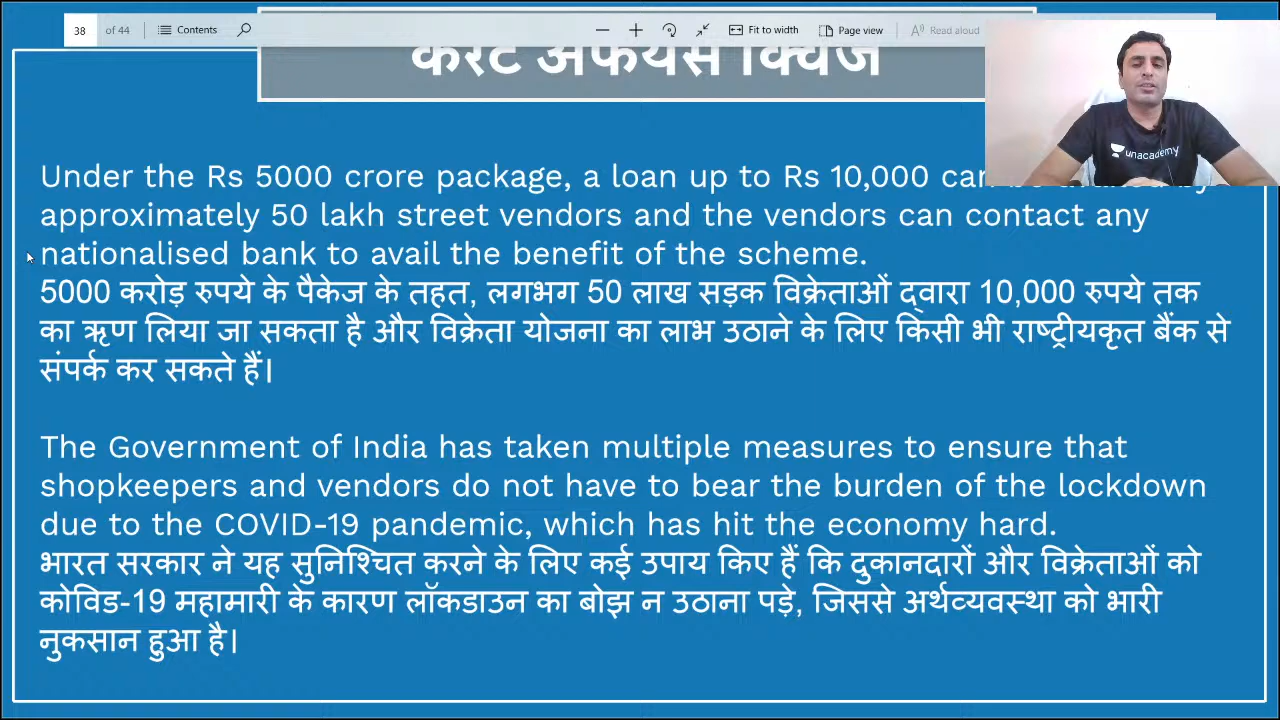 38 of 44 Contents Fit to width Page view Read aloud
करंट अफेयर्स क्विज
unacademy
Under the Rs 5000 crore package, a loan up to Rs 10,000 can
approximately 50 lakh street vendors and the vendors can contact any
nationalised bank to avail the benefit of the scheme.
5000 करोड़ रुपये के पैकेज के तहत, लगभग 50 लाख सड़क विक्रेताओं द्वारा 10,000 रुपये तक
का ऋण लिया जा सकता है और विक्रेता योजना का लाभ उठाने के लिए किसी भी राष्ट्रीयकृत बैंक से
संपर्क कर सकते हैं।
The Government of India has taken multiple measures to ensure that
shopkeepers and vendors do not have to bear the burden of the lockdown
due to the COVID-19 pandemic, which has hit the economy hard.
भारत सरकार ने यह सुनिश्चित करने के लिए कई उपाय किए हैं कि दुकानदारों और विक्रेताओं को
कोविड-19 महामारी के कारण लॉकडाउन का बोझ न उठाना पड़े, जिससे अर्थव्यवस्था को भारी
नुकसान हुआ है।